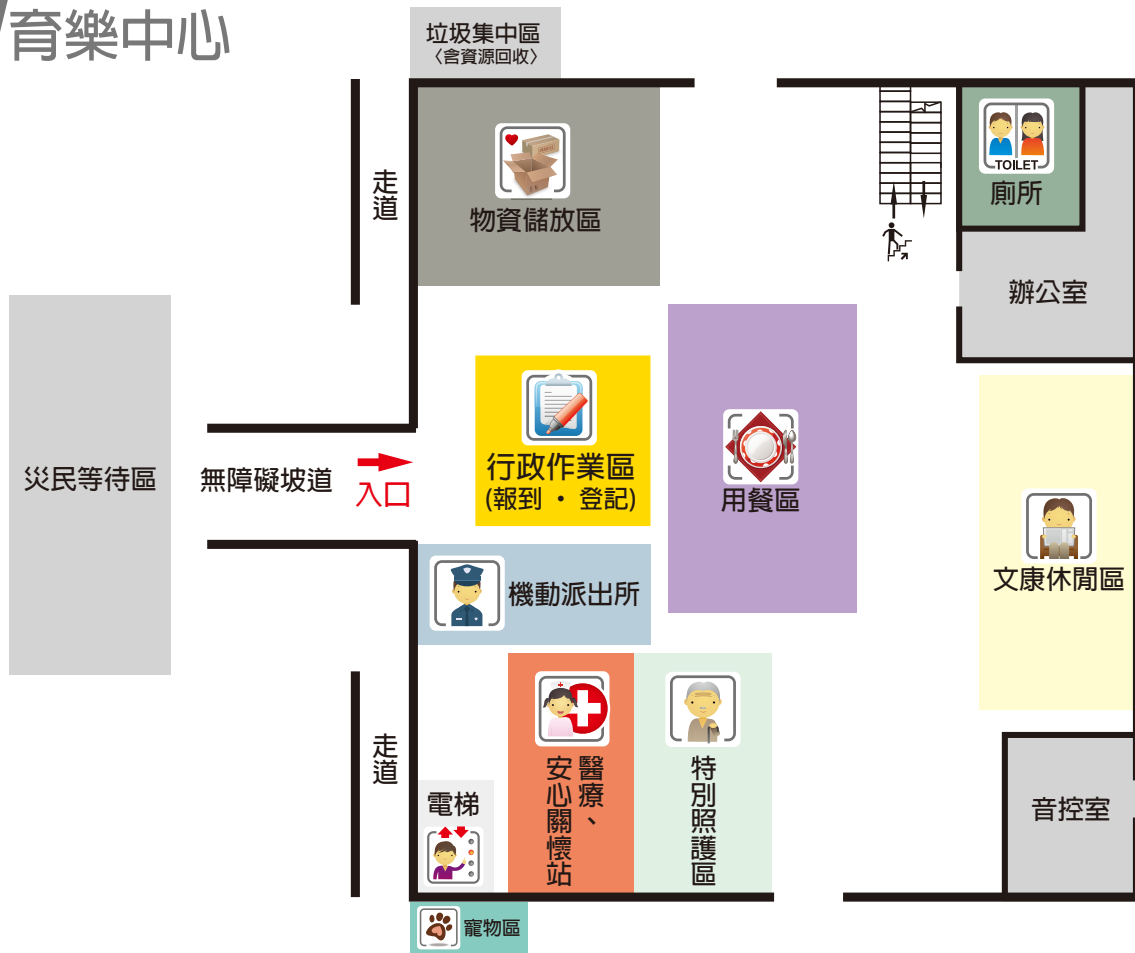 育樂中心
垃圾集中區
〈含資源回收〉
走道
物資儲放區
TOILET
廁所
辦公室
災民等待區
無障礙坡道
入口
行政作業區
(報到 ・ 登記)
用餐區
文康休閒區
機動派出所
走道
電梯
醫療、
安心關懷站
特別照護區
音控室
寵物區